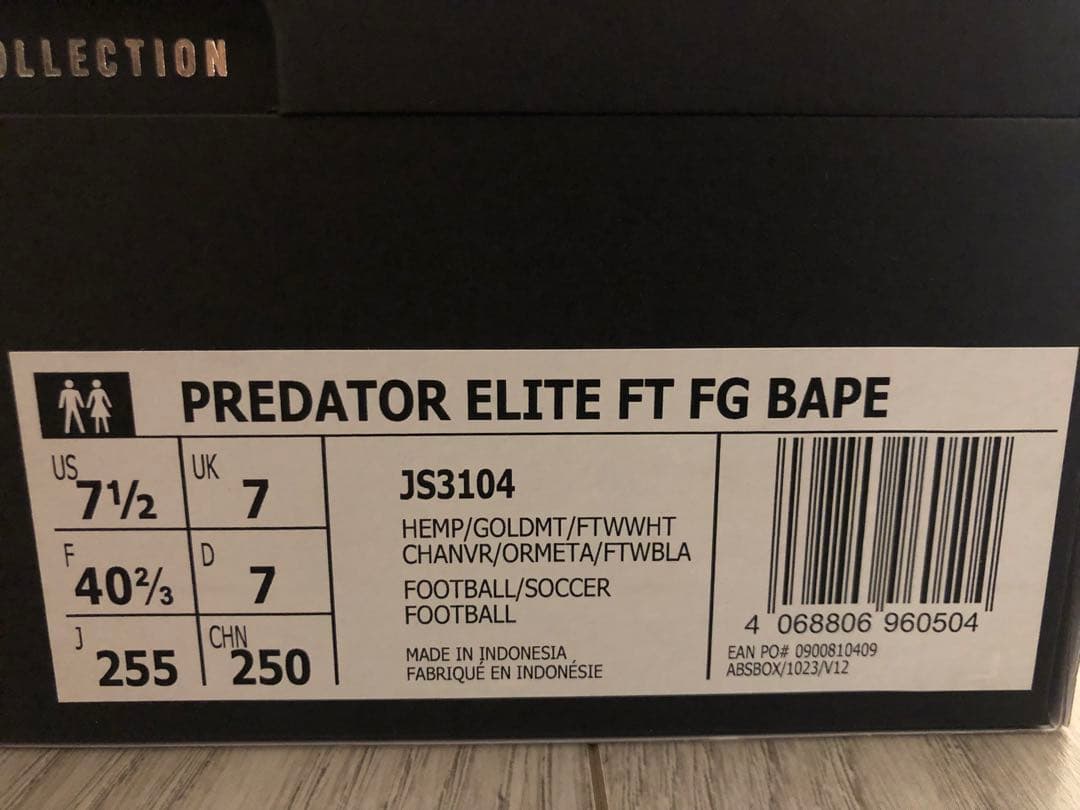 OLLECTION
PREDATOR ELITE FT FG BAPE
US 7½
UK 7
F 40⅔
D 7
J 255
CHN 250
JS3104
HEMP/GOLDMT/FTWWHT
CHANVR/ORMETA/FTWBLA
FOOTBALL/SOCCER
FOOTBALL
MADE IN INDONESIA
FABRIQUÉ EN INDONÉSIE
4 068806 960504
EAN PO# 0900810409
ABSBOX/1023/V12